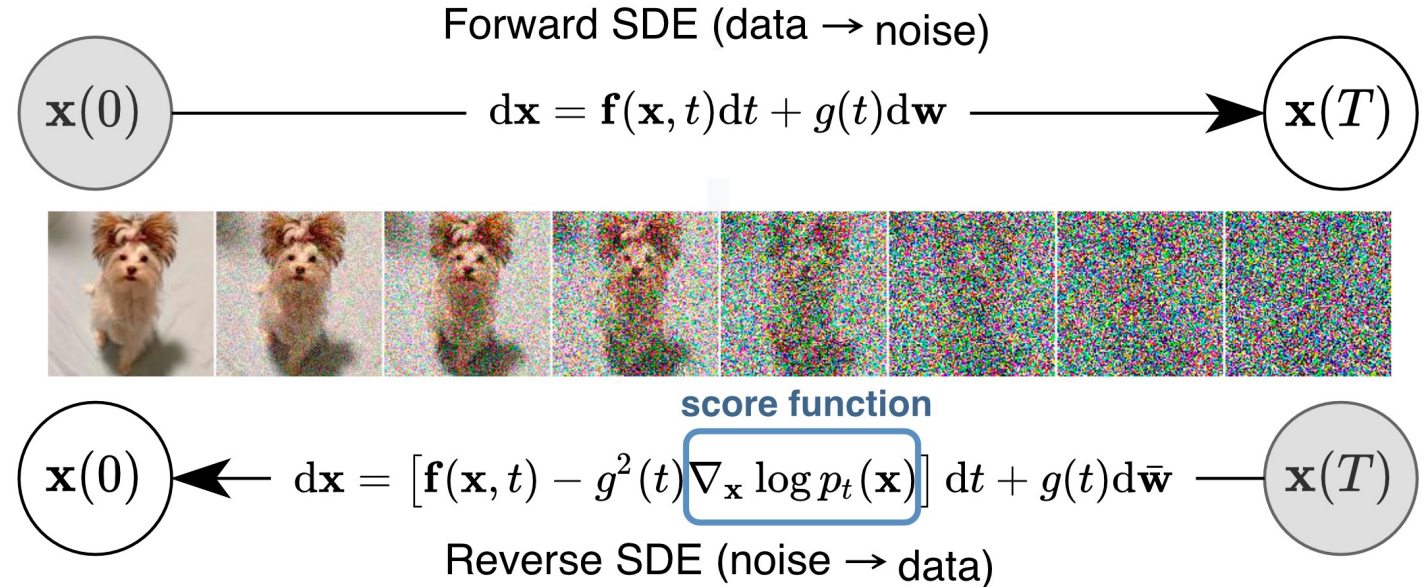 Forward SDE (data → noise)
x(0) dx = f(x, t)dt + g(t)dw x(T)
score function
x(0) dx = [f(x, t) − g²(t)∇ₓ log pₜ(x)] dt + g(t)dw̄ x(T)
Reverse SDE (noise → data)